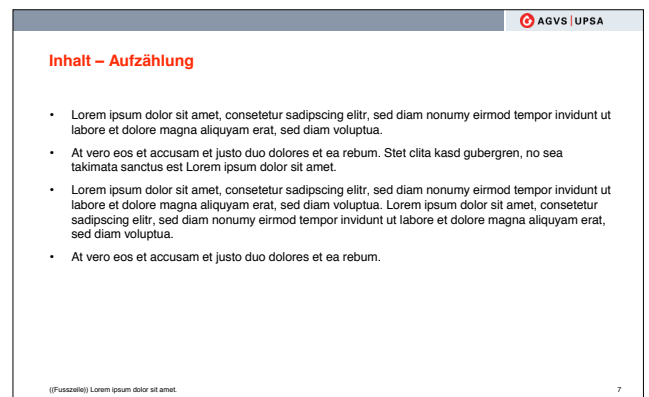 AGVS | UPSA
Inhalt – Aufzählung
• Lorem ipsum dolor sit amet, consetetur sadipscing elitr, sed diam nonumy eirmod tempor invidunt ut
labore et dolore magna aliquyam erat, sed diam voluptua.
• At vero eos et accusam et justo duo dolores et ea rebum. Stet clita kasd gubergren, no sea
takimata sanctus est Lorem ipsum dolor sit amet.
• Lorem ipsum dolor sit amet, consetetur sadipscing elitr, sed diam nonumy eirmod tempor invidunt ut
labore et dolore magna aliquyam erat, sed diam voluptua. Lorem ipsum dolor sit amet, consetetur
sadipscing elitr, sed diam nonumy eirmod tempor invidunt ut labore et dolore magna aliquyam erat,
sed diam voluptua.
• At vero eos et accusam et justo duo dolores et ea rebum.
((Fusszeile)) Lorem ipsum dolor sit amet.
7